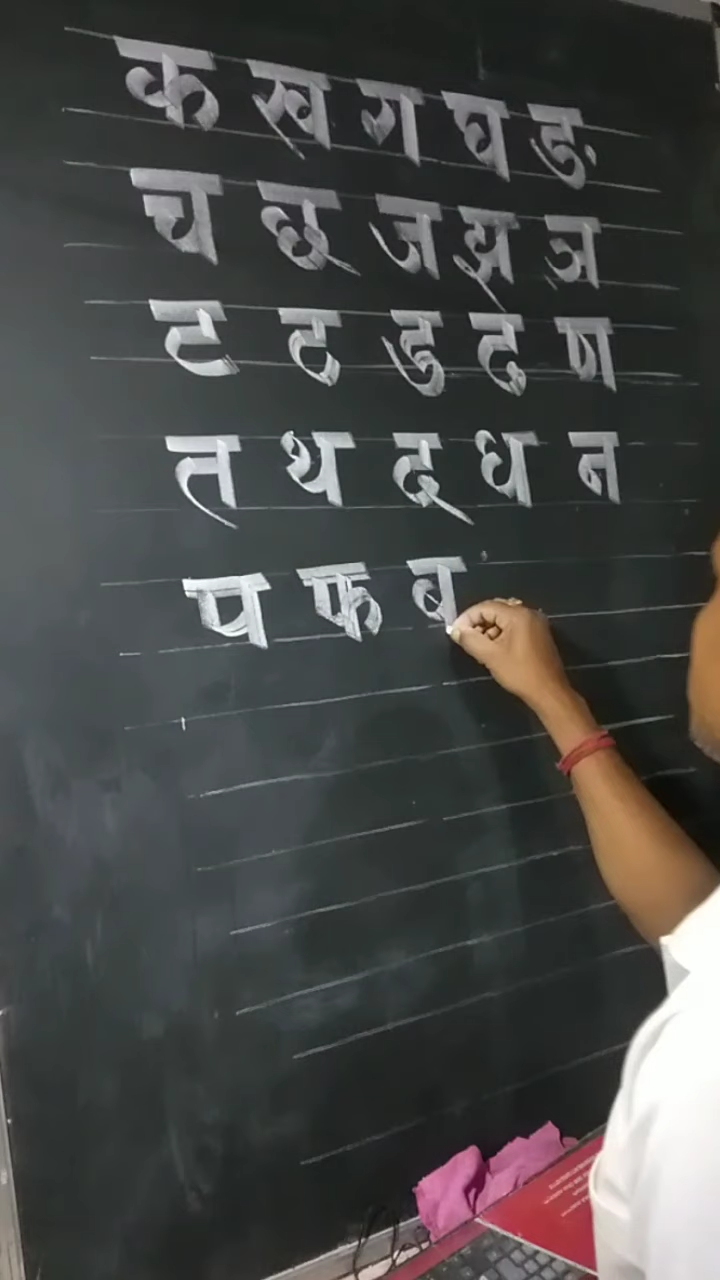 क ख ग घ ङ
च छ ज झ ञ
ट ठ ड ढ ण
त थ द ध न
प फ ब